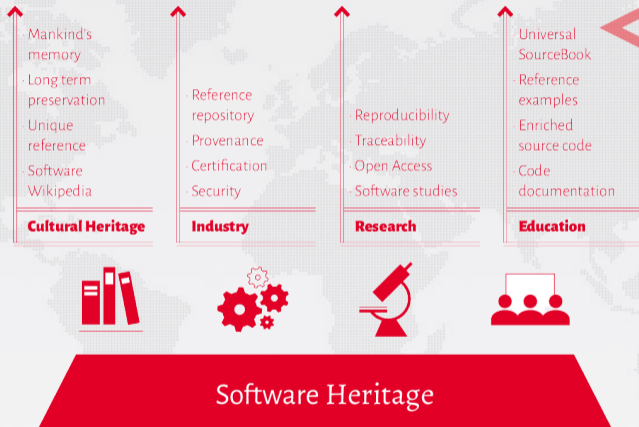 · Mankind's
memory
· Long term
preservation
· Unique
reference
· Software
Wikipedia
Cultural Heritage
· Reference
repository
· Provenance
· Certification
· Security
Industry
· Reproducibility
· Traceability
· Open Access
· Software studies
Research
· Universal
SourceBook
· Reference
examples
· Enriched
source code
· Code
documentation
Education
Software Heritage